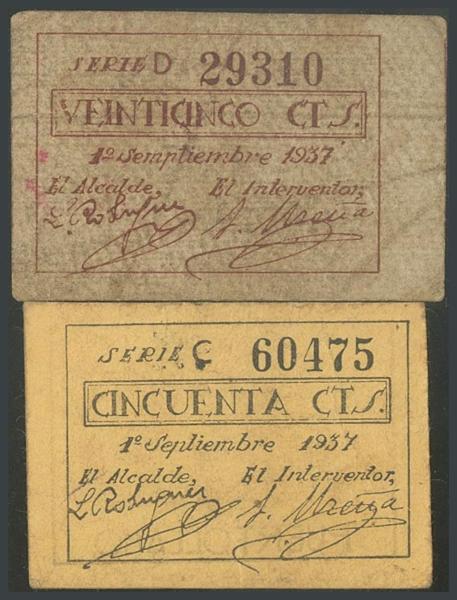 SERIE D 29310
VEINTICINCO CTS.
1º Semptiembre 1937
El Alcalde, El Interventor,
SERIE C 60475
CINCUENTA CTS.
1º Septiembre 1937
El Alcalde, El Interventor,